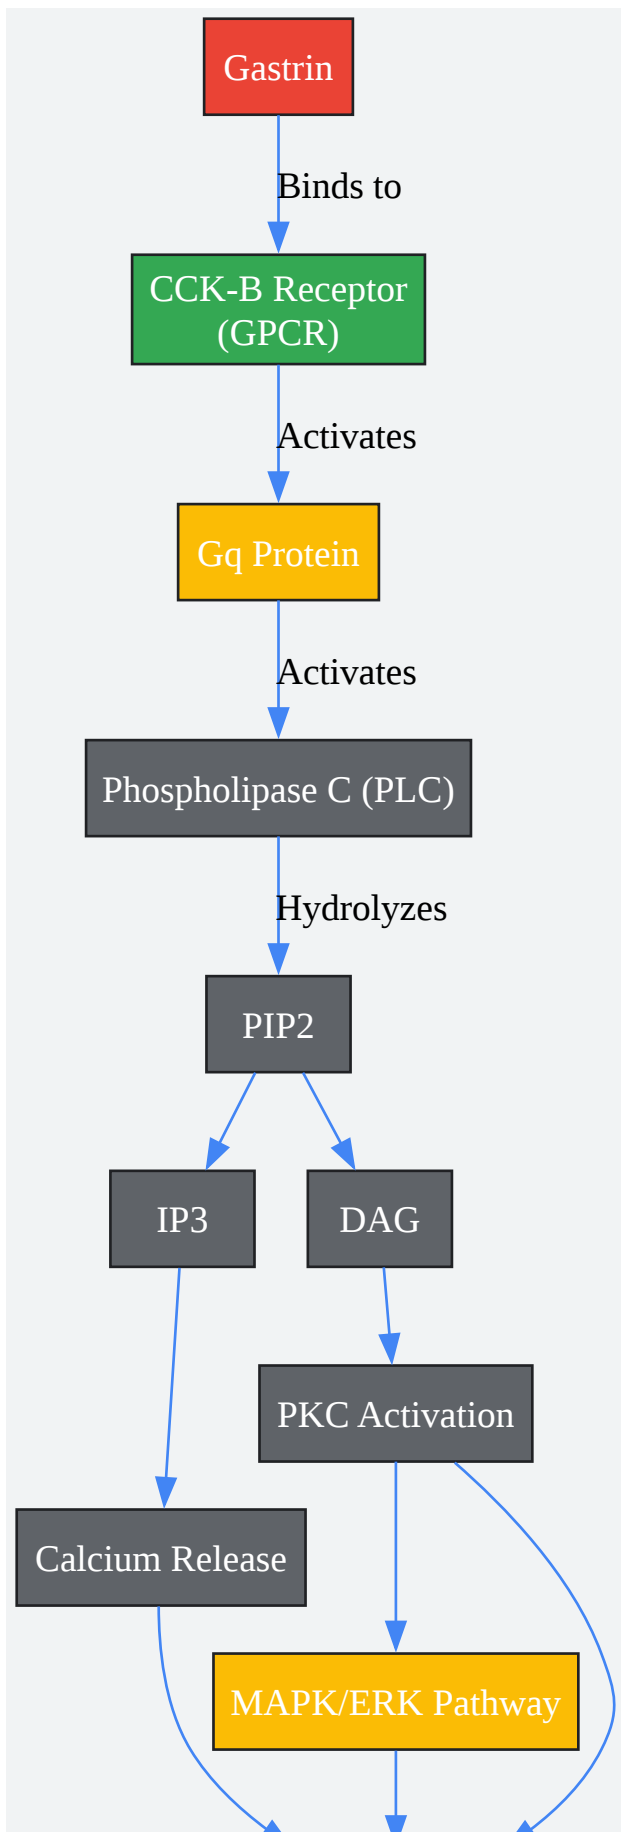 Gastrin
Binds to
CCK-B Receptor
(GPCR)
Activates
Gq Protein
Activates
Phospholipase C (PLC)
Hydrolyzes
PIP2
IP3
DAG
PKC Activation
Calcium Release
MAPK/ERK Pathway